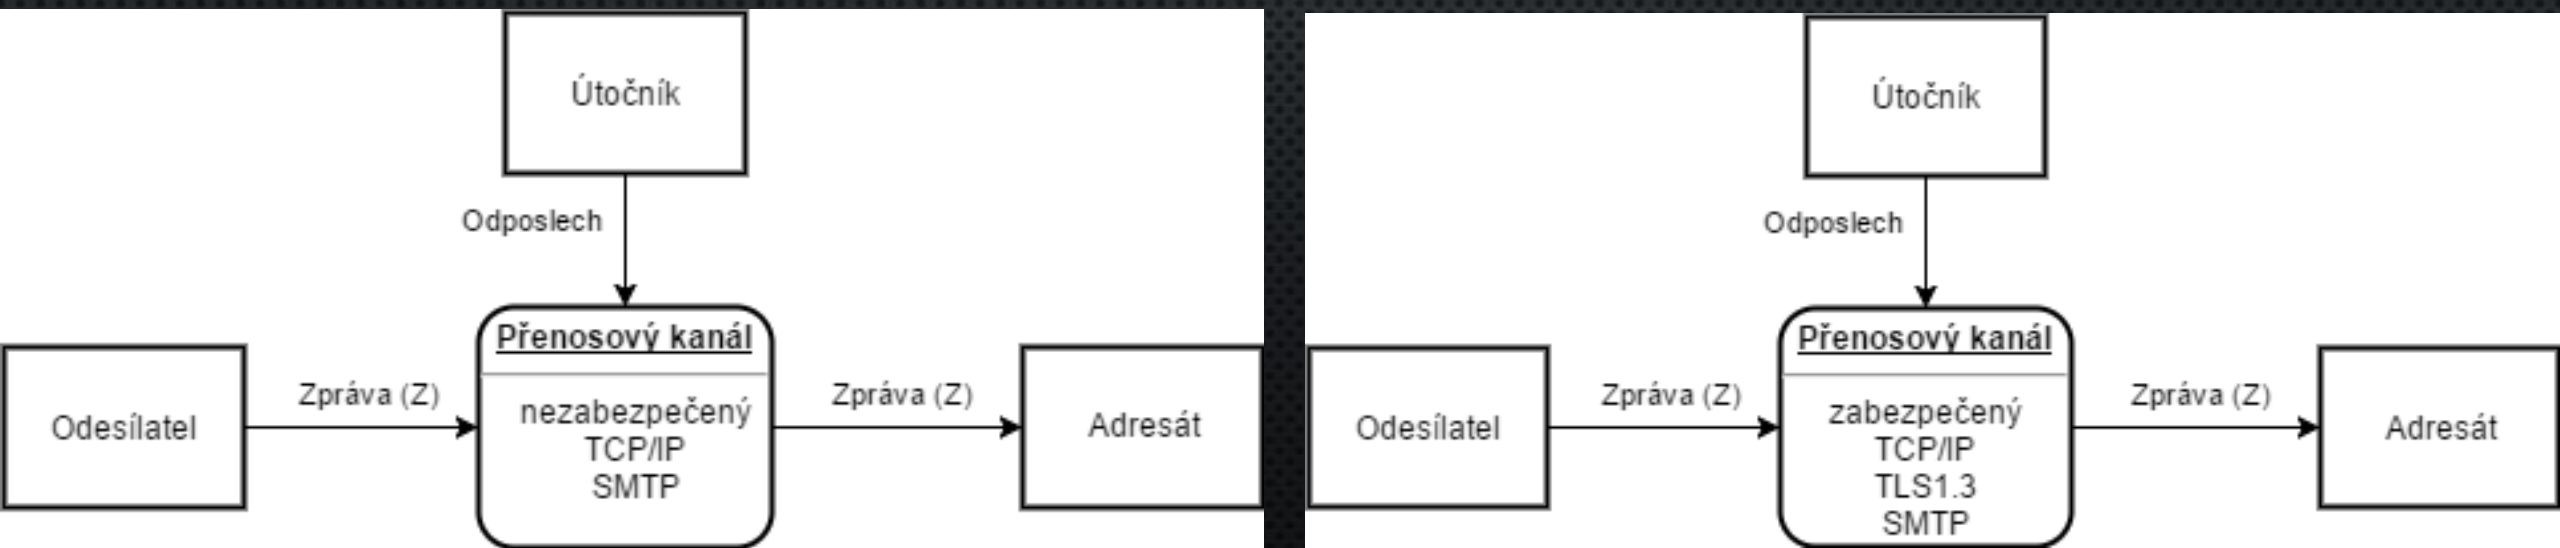 Útočník
Odposlech
Odesílatel
Zpráva (Z)
Přenosový kanál
nezabezpečený
TCP/IP
SMTP
Zpráva (Z)
Adresát
Útočník
Odposlech
Odesílatel
Zpráva (Z)
Přenosový kanál
zabezpečený
TCP/IP
TLS1.3
SMTP
Zpráva (Z)
Adresát